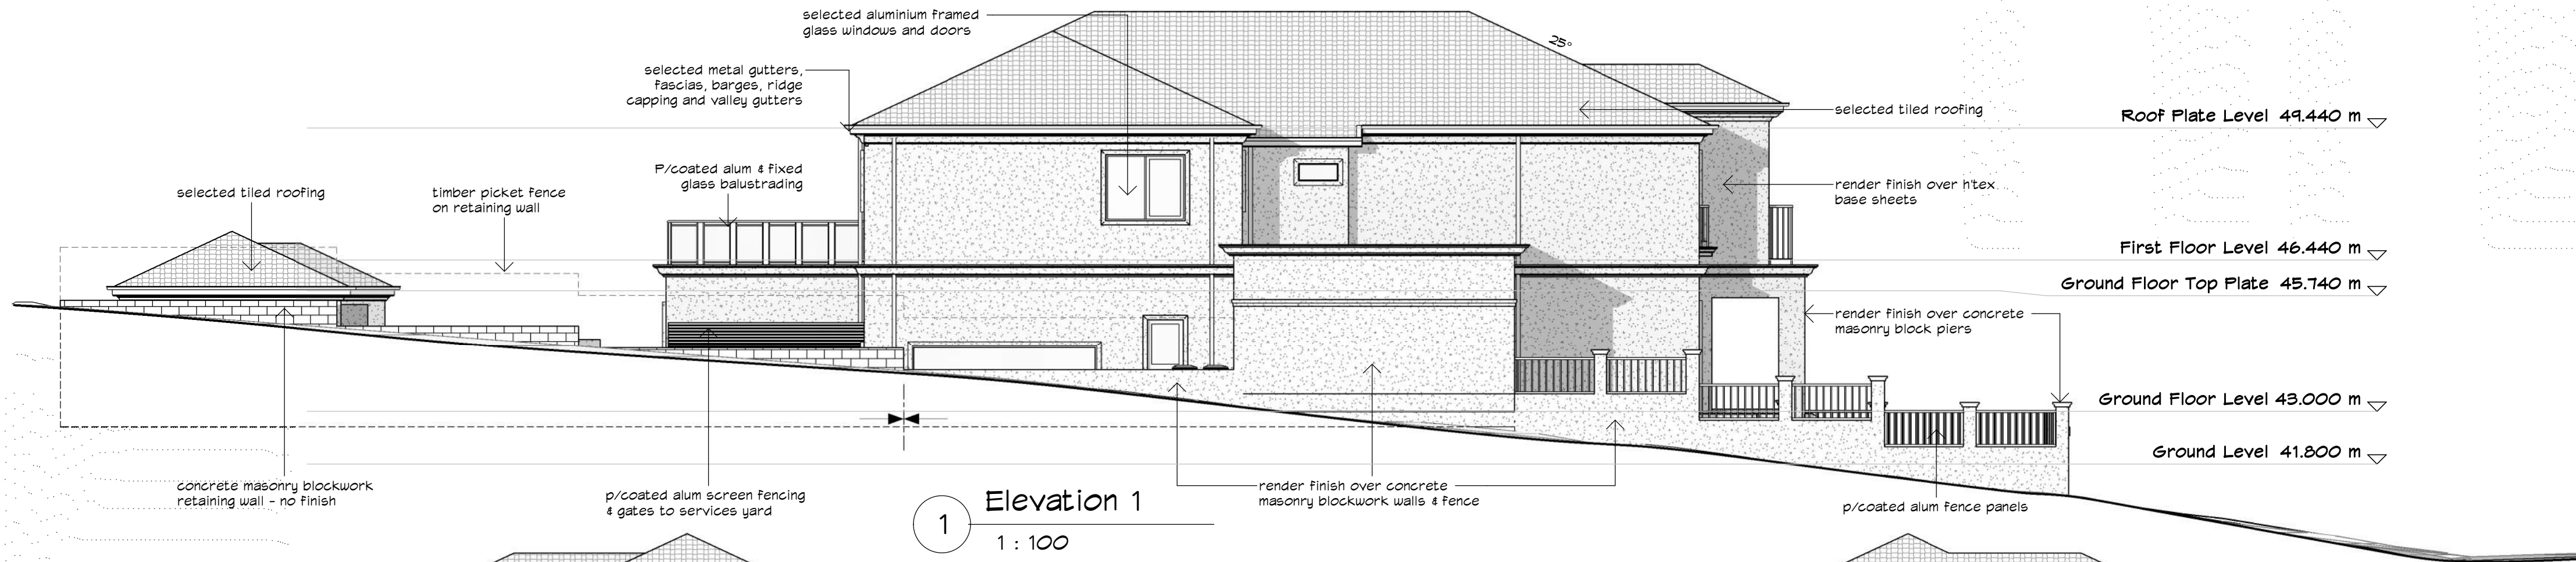 selected aluminium framed
glass windows and doors
25°
selected metal gutters,
fascias, barges, ridge
capping and valley gutters
selected tiled roofing
Roof Plate Level 49.440 m
P/coated alum & fixed
glass balustrading
selected tiled roofing
timber picket fence
on retaining wall
render finish over h'tex
base sheets
First Floor Level 46.440 m
Ground Floor Top Plate 45.740 m
render finish over concrete
masonry block piers
Ground Floor Level 43.000 m
Ground Level 41.800 m
concrete masonry blockwork
retaining wall - no finish
p/coated alum screen fencing
& gates to services yard
render finish over concrete
masonry blockwork walls & fence
p/coated alum fence panels
1
Elevation 1
1 : 100